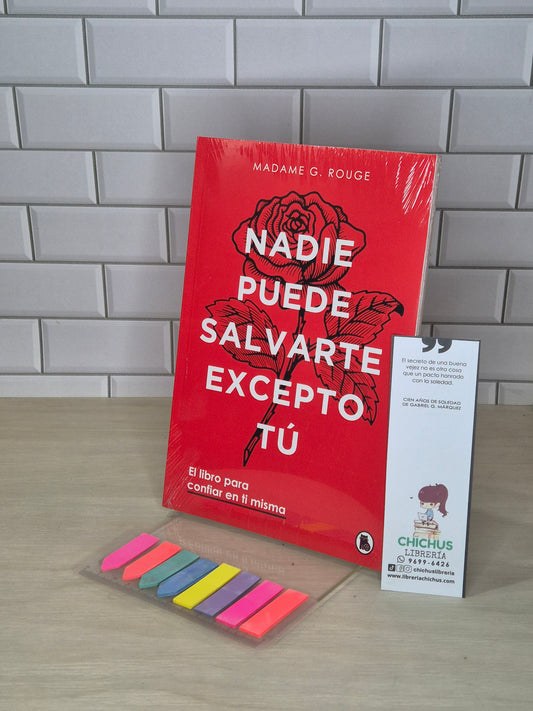 MADAME G. ROUGE
NADIE
PUEDE
SALVARTE
EXCEPTO
TÚ
El libro para
confiar en ti misma
”
El secreto de una buena
vejez no es otra cosa
que un pacto honrado
con la soledad.
CIEN AÑOS DE SOLEDAD
DE GABRIEL G. MÁRQUEZ
CHICHUS
LIBRERÍA
9699-6426
chichuslibreria
www.libreriachichus.com